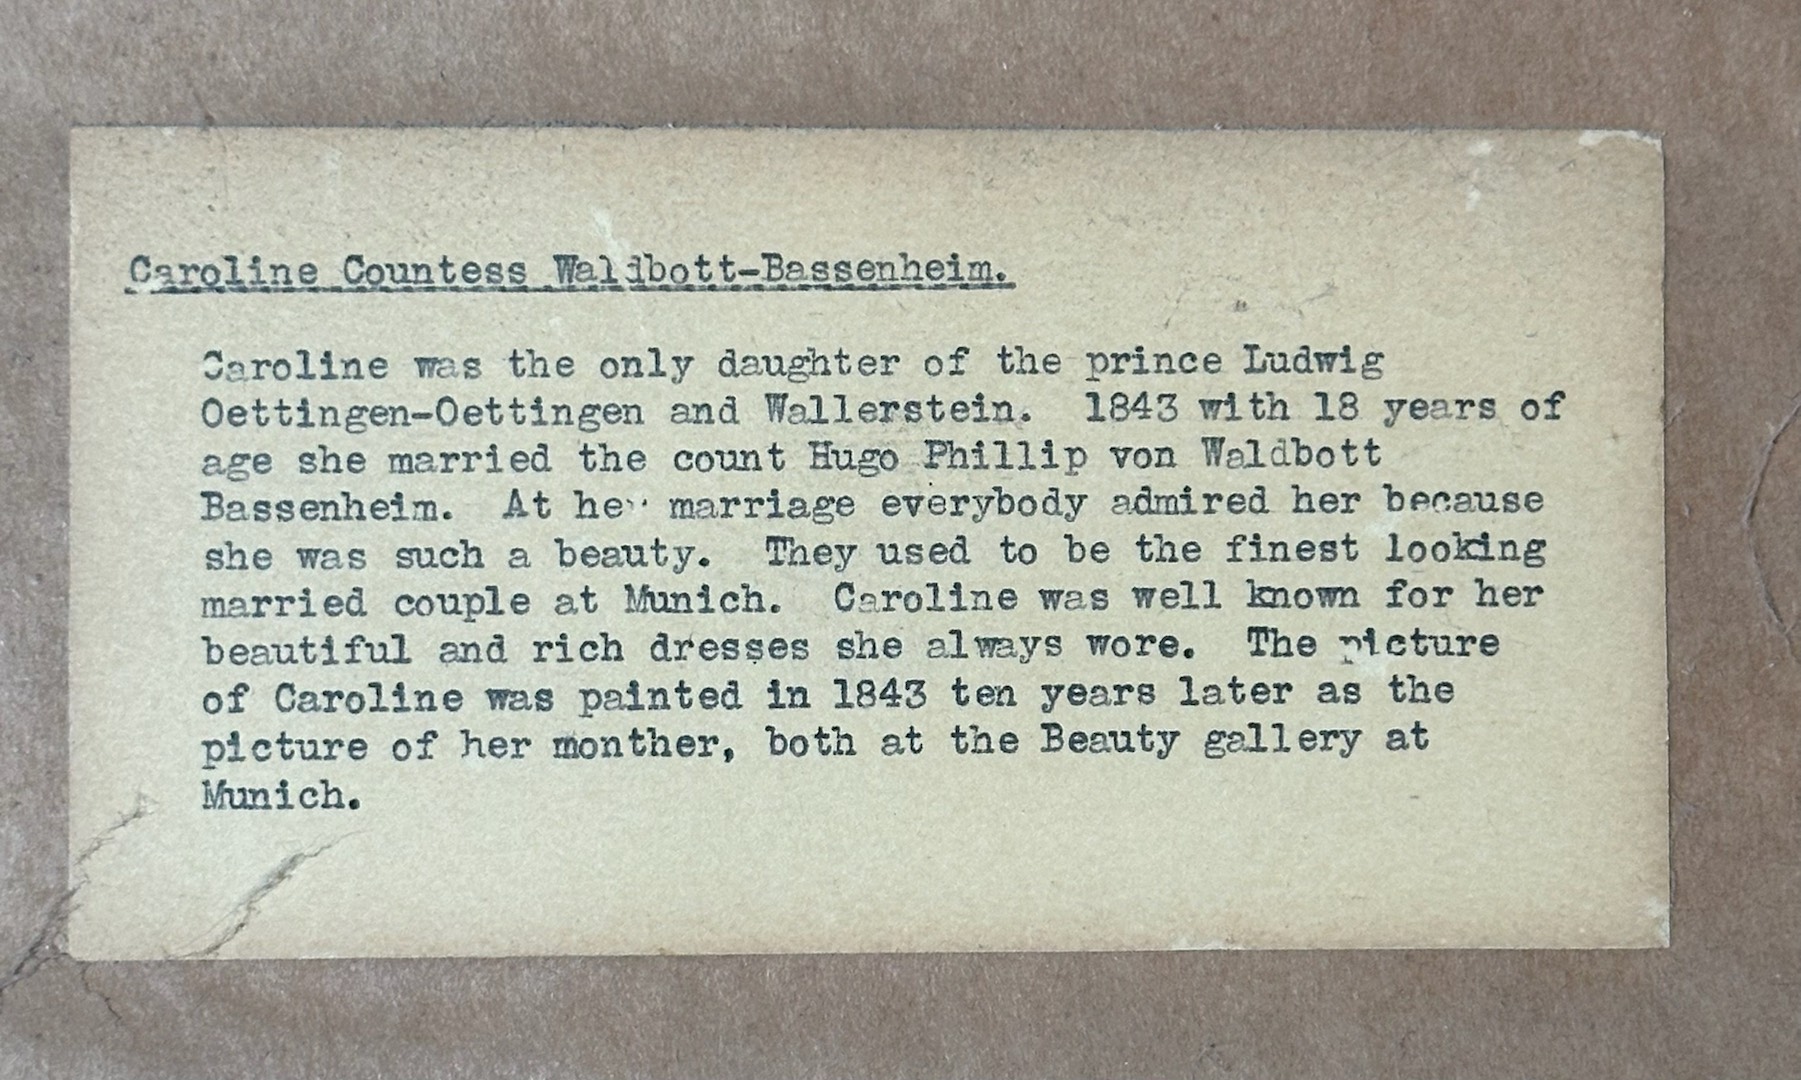 Caroline Countess Waldbott-Bassenheim.
Caroline was the only daughter of the prince Ludwig
Oettingen-Oettingen and Wallerstein. 1843 with 18 years of
age she married the count Hugo Phillip von Waldbott
Bassenheim. At her marriage everybody admired her because
she was such a beauty. They used to be the finest looking
married couple at Munich. Caroline was well known for her
beautiful and rich dresses she always wore. The picture
of Caroline was painted in 1843 ten years later as the
picture of her monther, both at the Beauty gallery at
Munich.